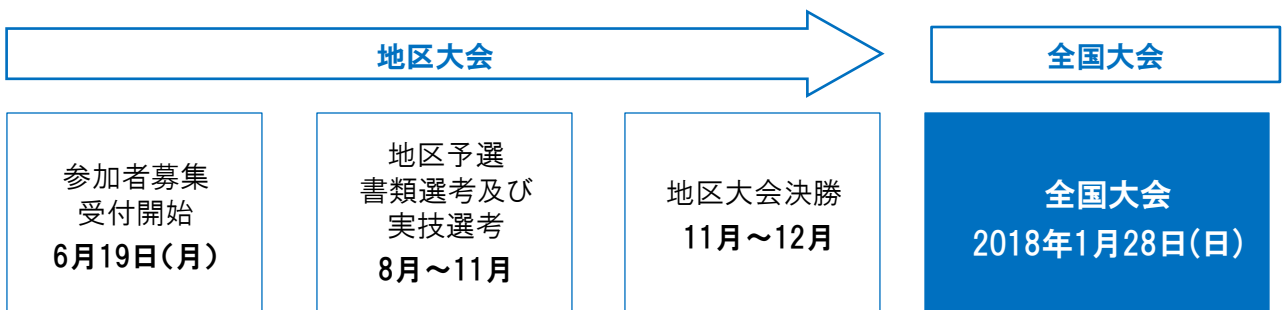 地区大会
全国大会
参加者募集
受付開始
6月19日(月)
地区予選
書類選考及び
実技選考
8月～11月
地区大会決勝
11月～12月
全国大会
2018年1月28日(日)